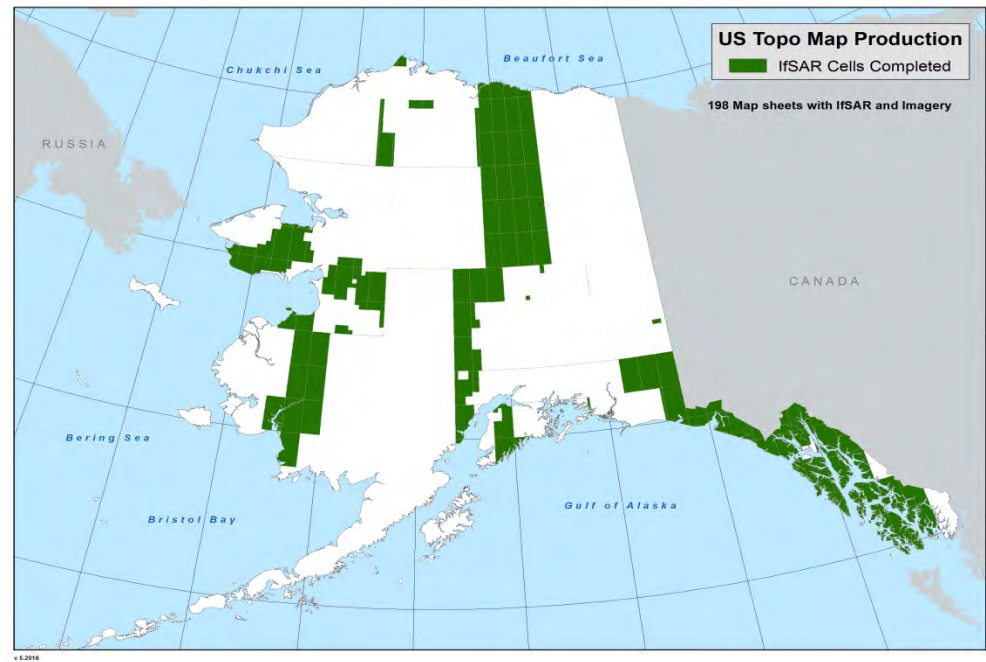 US Topo Map Production
IfSAR Cells Completed
198 Map sheets with IfSAR and Imagery
Chukchi Sea
Beaufort Sea
RUSSIA
CANADA
Bering Sea
Bristol Bay
Gulf of Alaska
v 5.2016